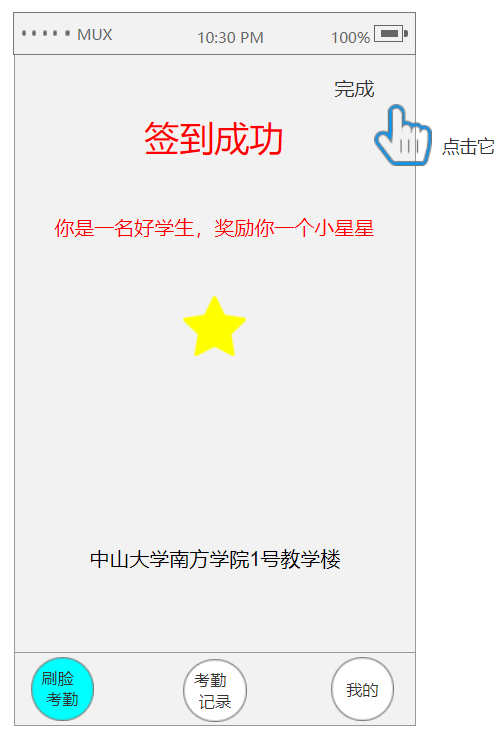 MUX 10:30 PM 100%
完成
签到成功
点击它
你是一名好学生，奖励你一个小星星
中山大学南方学院1号教学楼
刷脸
考勤
考勤
记录
我的